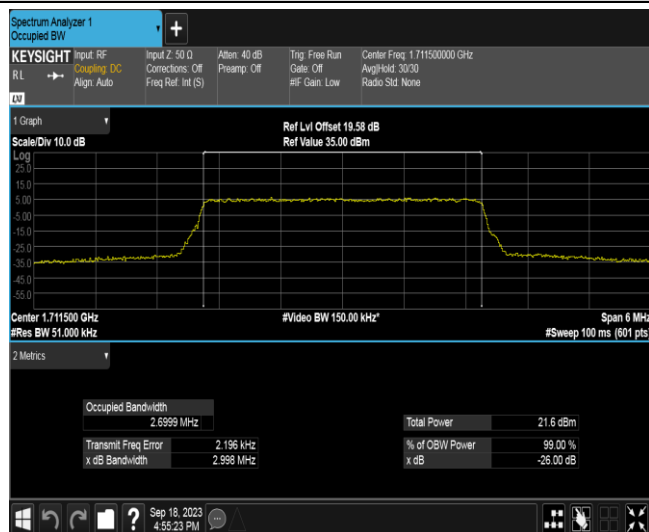 Spectrum Analyzer 1
Occupied BW
KEYSIGHT Input: RF Input Z: 50 Ω Atten: 40 dB Trig: Free Run Center Freq: 1.711500000 GHz
Coupling: DC Corrections: Off Preamp: Off Gate: Off Avg|Hold: 30/30
RL Align: Auto Freq Ref: Int (S) #IF Gain: Low Radio Std: None
LXI
1 Graph
Ref Lvl Offset 19.58 dB
Scale/Div 10.0 dB Ref Value 35.00 dBm
Log
25.0
15.0
5.00
-5.00
-15.0
-25.0
-35.0
-45.0
-55.0
Center 1.711500 GHz #Video BW 150.00 kHz* Span 6 MHz
#Res BW 51.000 kHz #Sweep 100 ms (601 pts)
2 Metrics
Occupied Bandwidth
2.6999 MHz Total Power 21.6 dBm
Transmit Freq Error 2.196 kHz % of OBW Power 99.00 %
x dB Bandwidth 2.998 MHz x dB -26.00 dB
? Sep 18, 2023
4:55:23 PM